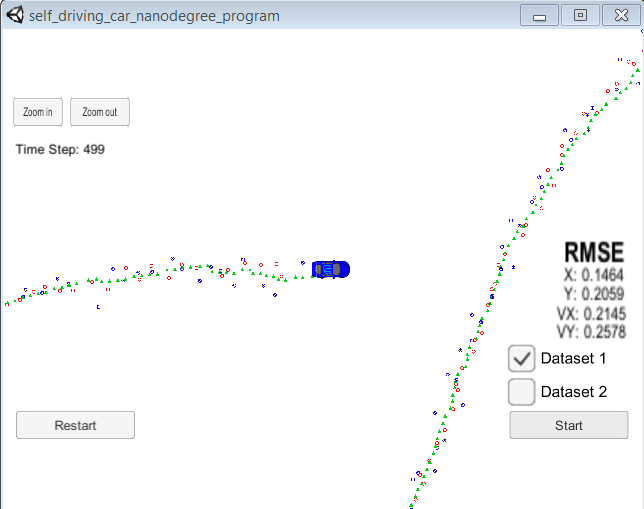 self_driving_car_nanodegree_program
Zoom in
Zoom out
Time Step: 499
RMSE
X: 0.1464
Y: 0.2059
VX: 0.2145
VY: 0.2578
Dataset 1
Dataset 2
Restart
Start